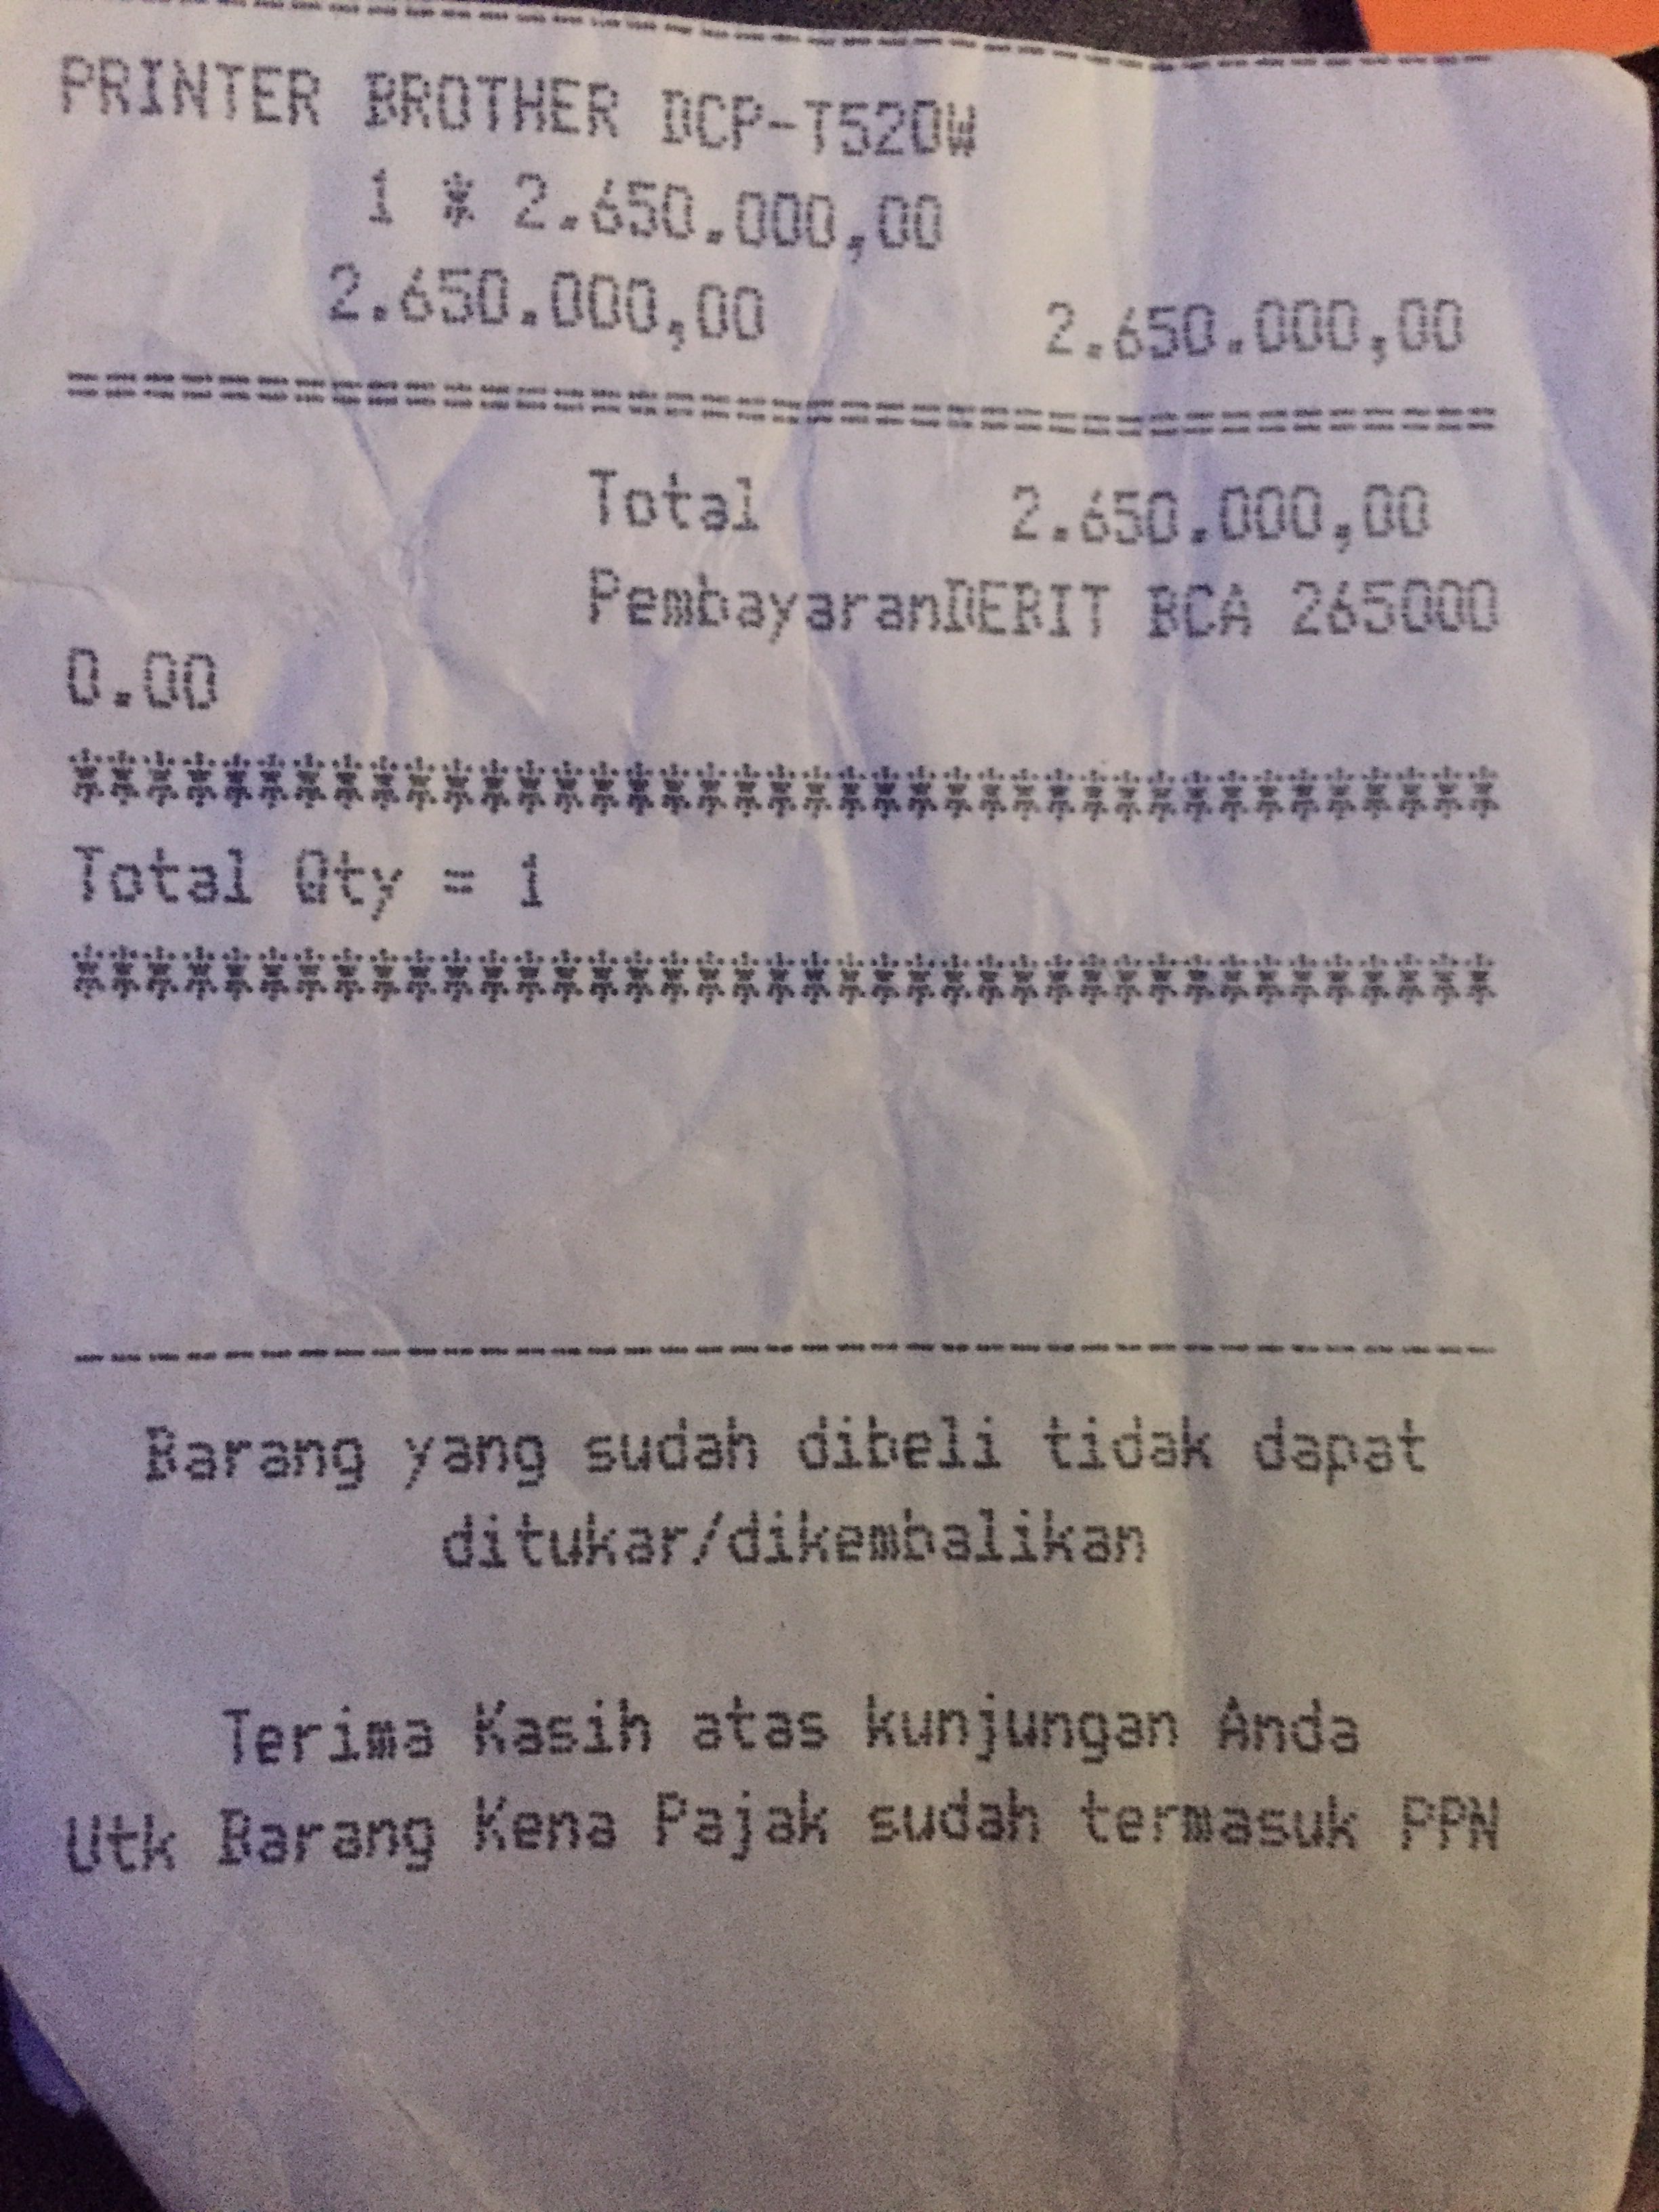 --------------------------------------
PRINTER BROTHER DCP-T520W
1 * 2.650.000,00
2.650.000,00 2.650.000,00
======================================
Total 2.650.000,00
PembayaranDEBIT BCA 265000
0.00
***************************************
Total Qty = 1
***************************************
---------------------------------------
Barang yang sudah dibeli tidak dapat
ditukar/dikembalikan
Terima Kasih atas kunjungan Anda
Utk Barang Kena Pajak sudah termasuk PPN